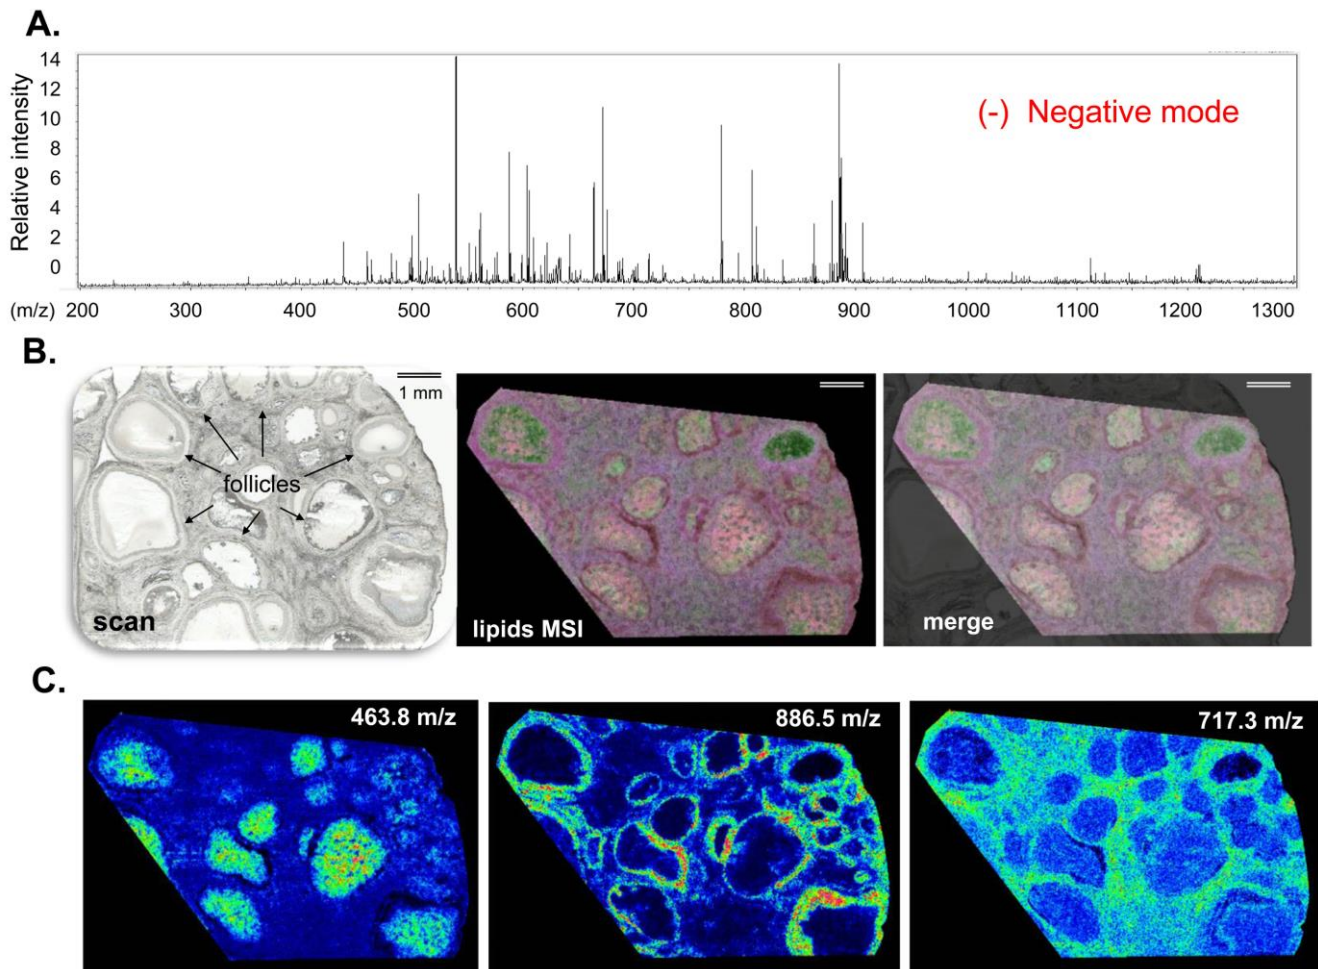 A.
Relative intensity
14
12
10
8
6
4
2
0
(-) Negative mode
(m/z) 200 300 400 500 600 700 800 900 1000 1100 1200 1300
B.
1 mm
follicles
scan
lipids MSI
merge
C.
463.8 m/z
886.5 m/z
717.3 m/z